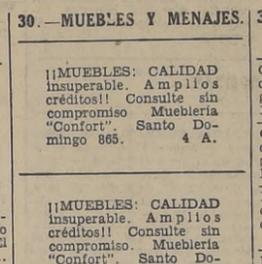 30.—MUEBLES Y MENAJES.
¡¡MUEBLES: CALIDAD
insuperable. Amplios
créditos!! Consulte sin
compromiso Mueblería
"Confort". Santo Do-
mingo 865. 4 A.
¡¡MUEBLES: CALIDAD
insuperable. Amplios
créditos!! Consulte sin
compromiso. Mueblería
"Confort". Santo Do-